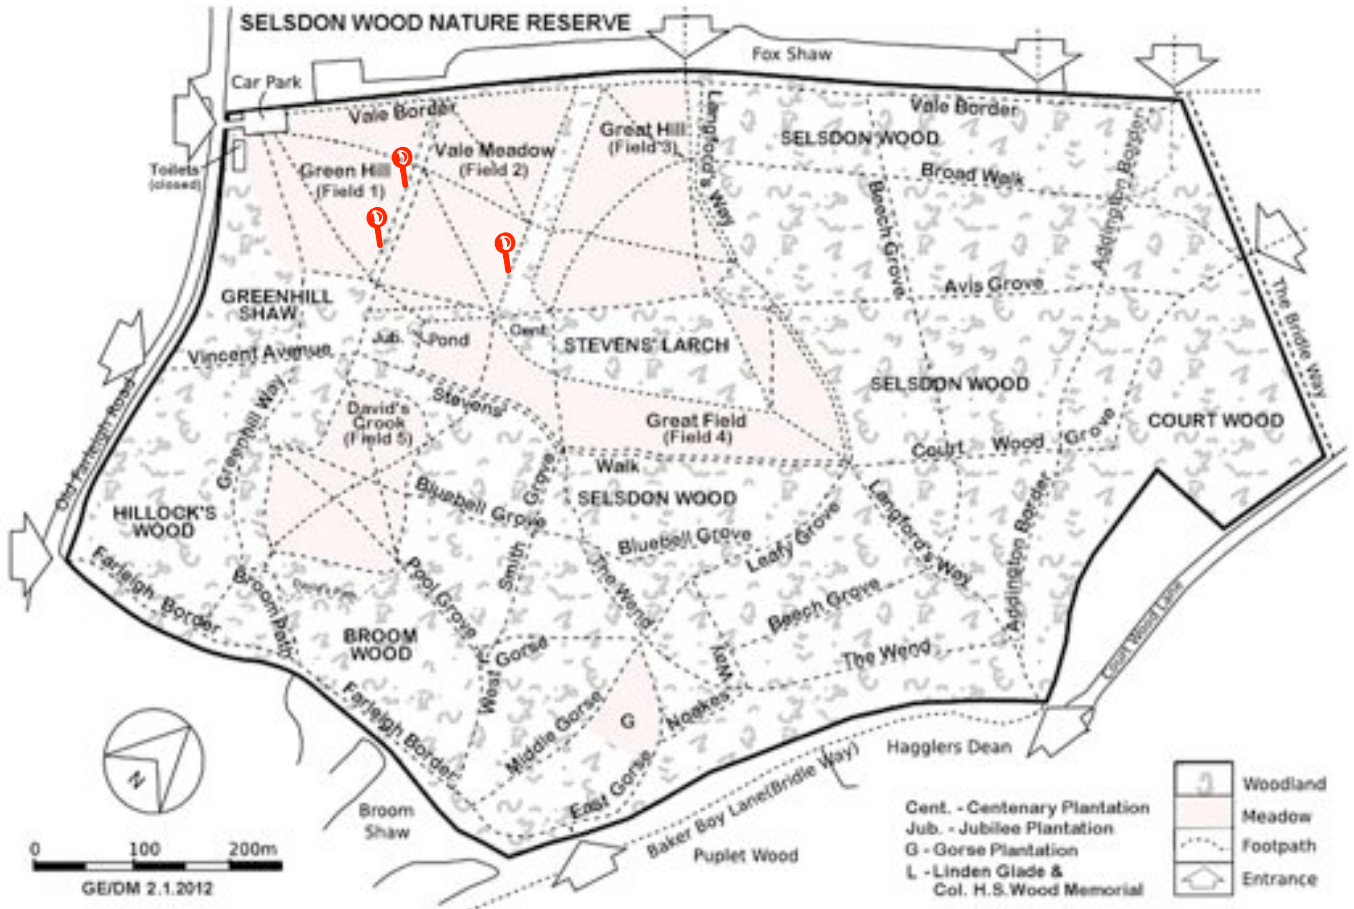 SELSDON WOOD NATURE RESERVE
Fox Shaw
Car Park
Vale Border
Vale Border
Great Hill
(Field 3)
Langford's Way
SELSDON WOOD
Vale Meadow
(Field 2)
Green Hill
(Field 1)
Toilets
(closed)
Broad Walk
Addington Border
Beech Grove
Avis Grove
The Bridle Way
GREENHILL
SHAW
Jub.
Pond
Cent.
STEVENS' LARCH
Vincent Avenue
SELSDON WOOD
Greenhill Way
Stevens'
David's
Crook
(Field 5)
Great Field
(Field 4)
COURT WOOD
Court Wood Grove
Old Farleigh Road
Walk
Bluebell Grove
Smith Grove
SELSDON WOOD
Langford's Way
HILLOCK'S
WOOD
Bluebell Grove
Leafy Grove
Addington Border
Farleigh Border
Broom Path
Pool Grove
The Wend
Beech Grove
Court Wood Lane
BROOM
WOOD
West Gorse
The Wend
Noakes Way
Farleigh Border
Middle Gorse
G
East Gorse
Hagglers Dean
Baker Boy Lane(Bridle Way)
Puplet Wood
Broom
Shaw
N
0 100 200m
GE/DM 2.1.2012
Cent. - Centenary Plantation
Jub. - Jubilee Plantation
G - Gorse Plantation
L - Linden Glade &
Col. H.S.Wood Memorial
Woodland
Meadow
Footpath
Entrance